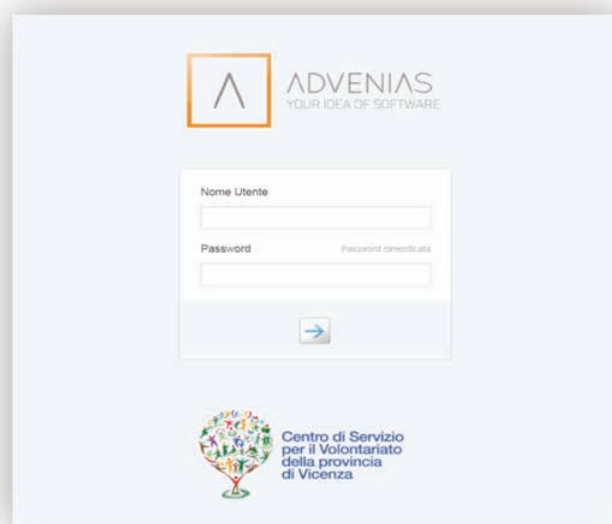 ADVENIAS
YOUR IDEA OF SOFTWARE
Nome Utente
Password Password dimenticata
Centro di Servizio
per il Volontariato
della provincia
di Vicenza